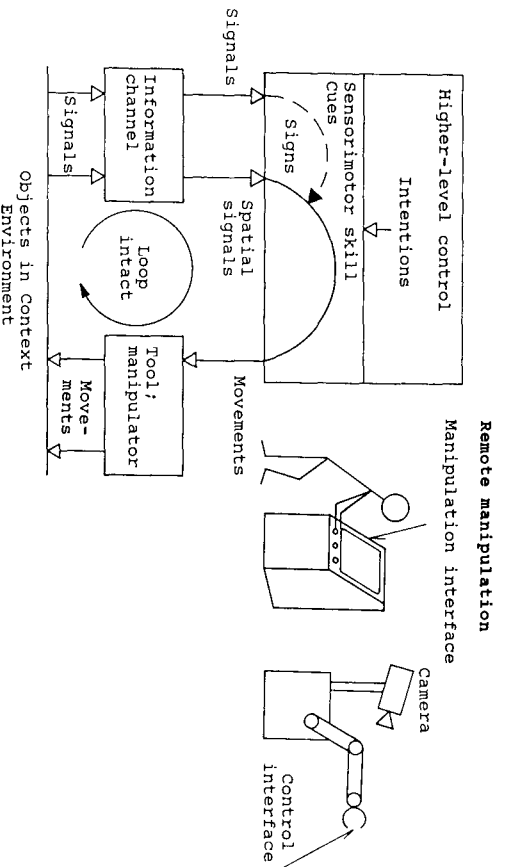 Remote manipulation
Manipulation interface
Higher-level control
Intentions
Sensorimotor skill
Cues
Signs
Signals
Spatial
signals
Movements
Information
channel
Loop
intact
Tool;
manipulator
Signals
Move-
ments
Objects in Context
Environment
Camera
Control
interface